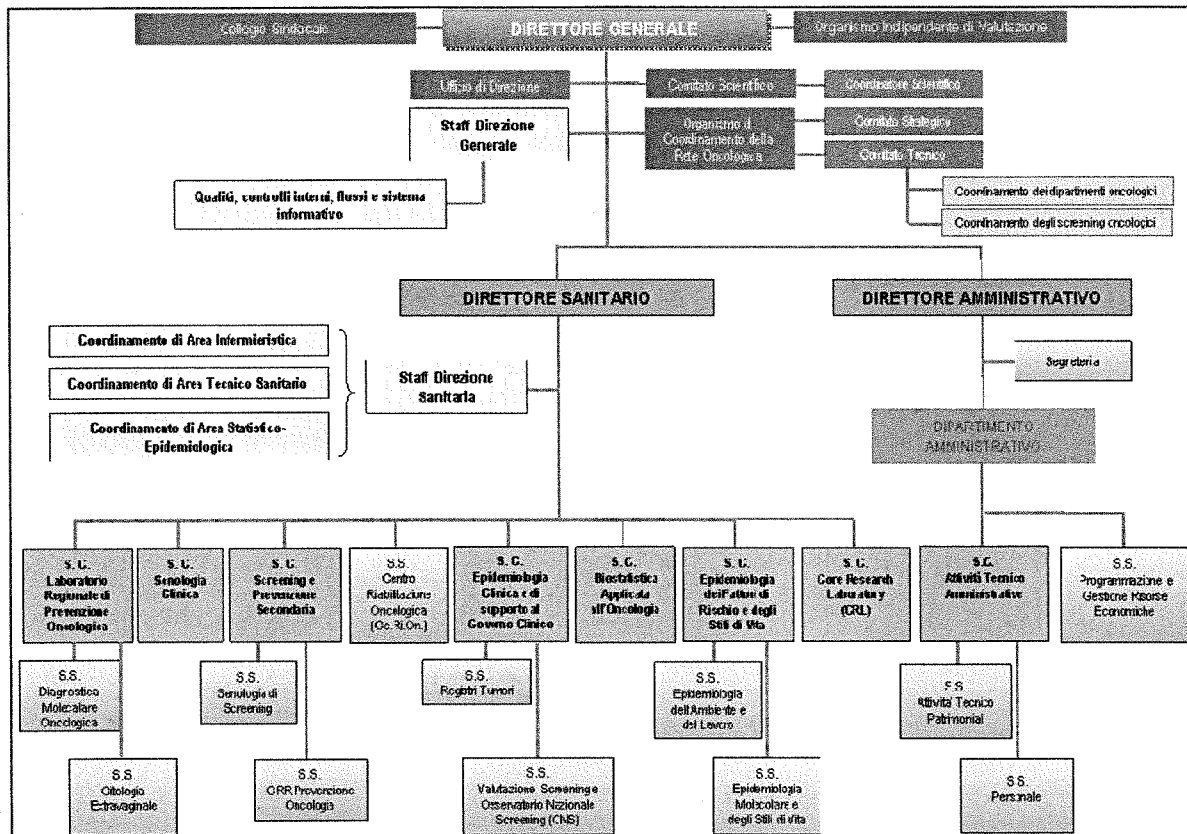 Collegio Sindacale
DIRETTORE GENERALE
Organismo Indipendente di Valutazione
Ufficio di Direzione
Comitato Scientifico
Coordinatore Scientifico
Staff Direzione
Generale
Organismo di
Coordinamento della
Rete Oncologica
Comitato Strategico
Comitato Tecnico
Qualità, controlli interni, flussi e sistema
informativo
Coordinamento dei dipartimenti oncologici
Coordinamento degli screening oncologici
DIRETTORE SANITARIO
DIRETTORE AMMINISTRATIVO
Coordinamento di Area Infermieristica
Coordinamento di Area Tecnico Sanitario
Coordinamento di Area Statistico-
Epidemiologica
Staff Direzione
Sanitaria
Segreteria
DIPARTIMENTO
AMMINISTRATIVO
S. C.
Laboratorio
Regionale di
Prevenzione
Oncologica
S. C.
Senologia
Clinica
S. C.
Screening e
Prevenzione
Secondaria
S.S.
Centro
Riabilitazione
Oncologica
(Ce.Ri.On.)
S. C.
Epidemiologia
Clinica e di
supporto al
Governo Clinico
S. C.
Biostatistica
Applicata
all'Oncologia
S. C.
Epidemiologia
dei Fattori di
Rischio e degli
Stili di Vita
S. C.
Core Research
Laboratory
(CRL)
S.C.
Attività Tecnico
Amministrative
S.S.
Programmazione e
Gestione Risorse
Economiche
S.S.
Diagnostica
Molecolare
Oncologica
S.S.
Senologia di
Screening
S.S.
Registri Tumori
S.S.
Epidemiologia
dell'Ambiente e
del Lavoro
S.S.
Attività Tecnico
Patrimonial
S.S.
Citologia
Extravaginale
S.S.
CRR Prevenzione
Oncologia
S.S.
Valutazione Screening e
Osservatorio Nazionale
Screening (CNS)
S.S.
Epidemiologia
Molecolare e
degli Stili di Vita
S.S.
Personale